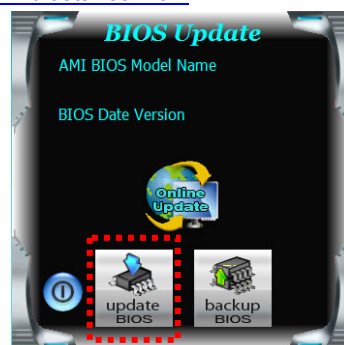 BIOS Update
AMI BIOS Model Name
BIOS Date Version
Online
Update
update
BIOS
backup
BIOS